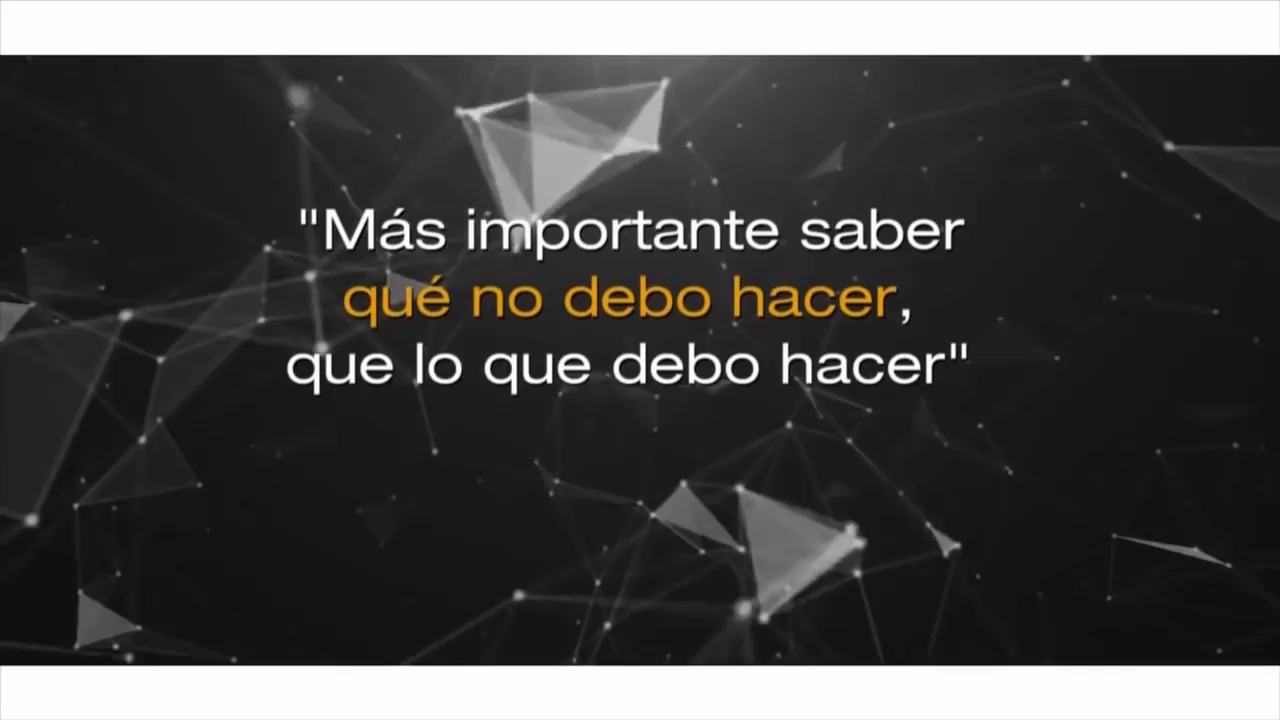 "Más importante saber
qué no debo hacer,
que lo que debo hacer"